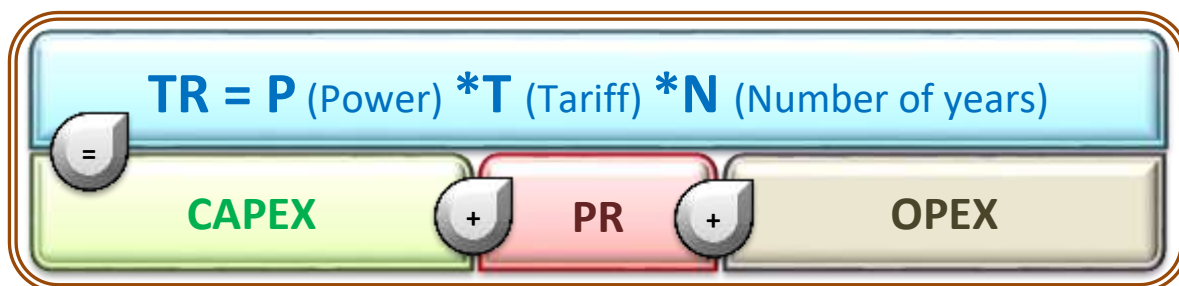 TR = P (Power) *T (Tariff) *N (Number of years)
=
CAPEX + PR + OPEX